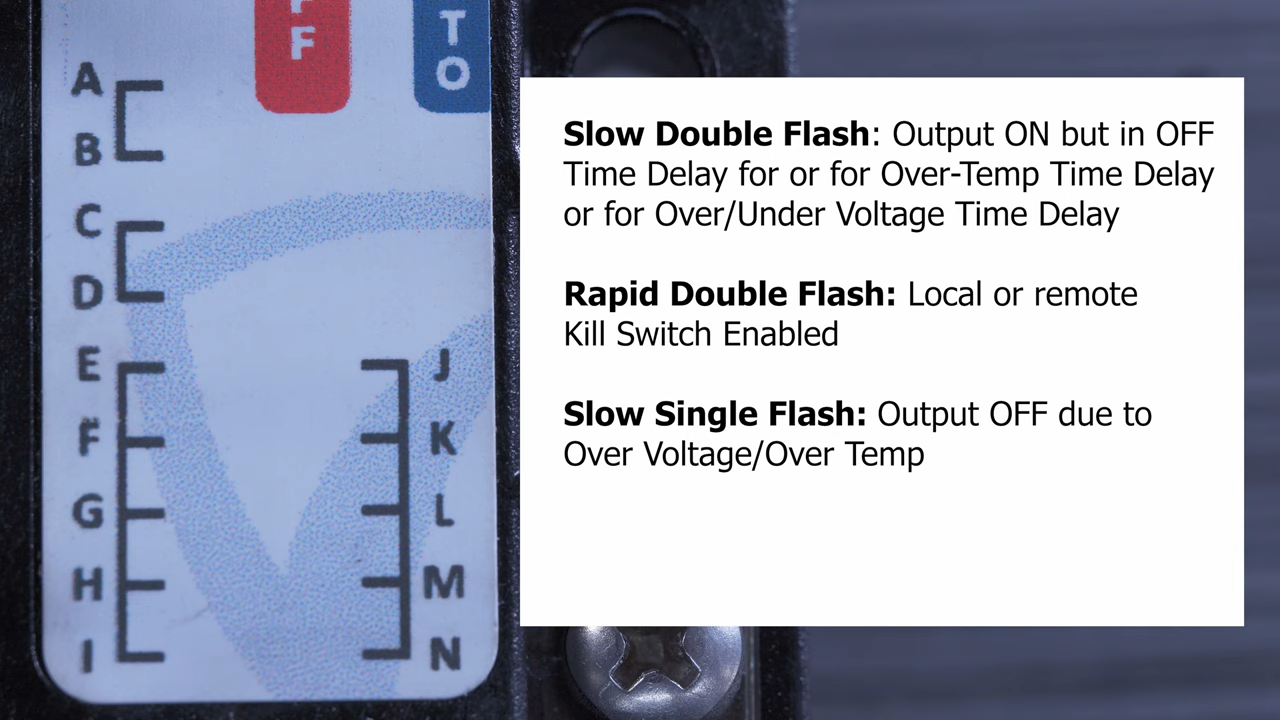 FF
TO
A
B
C
D
E
F
G
H
I
J
K
L
M
N
Slow Double Flash: Output ON but in OFF
Time Delay for or for Over-Temp Time Delay
or for Over/Under Voltage Time Delay
Rapid Double Flash: Local or remote
Kill Switch Enabled
Slow Single Flash: Output OFF due to
Over Voltage/Over Temp